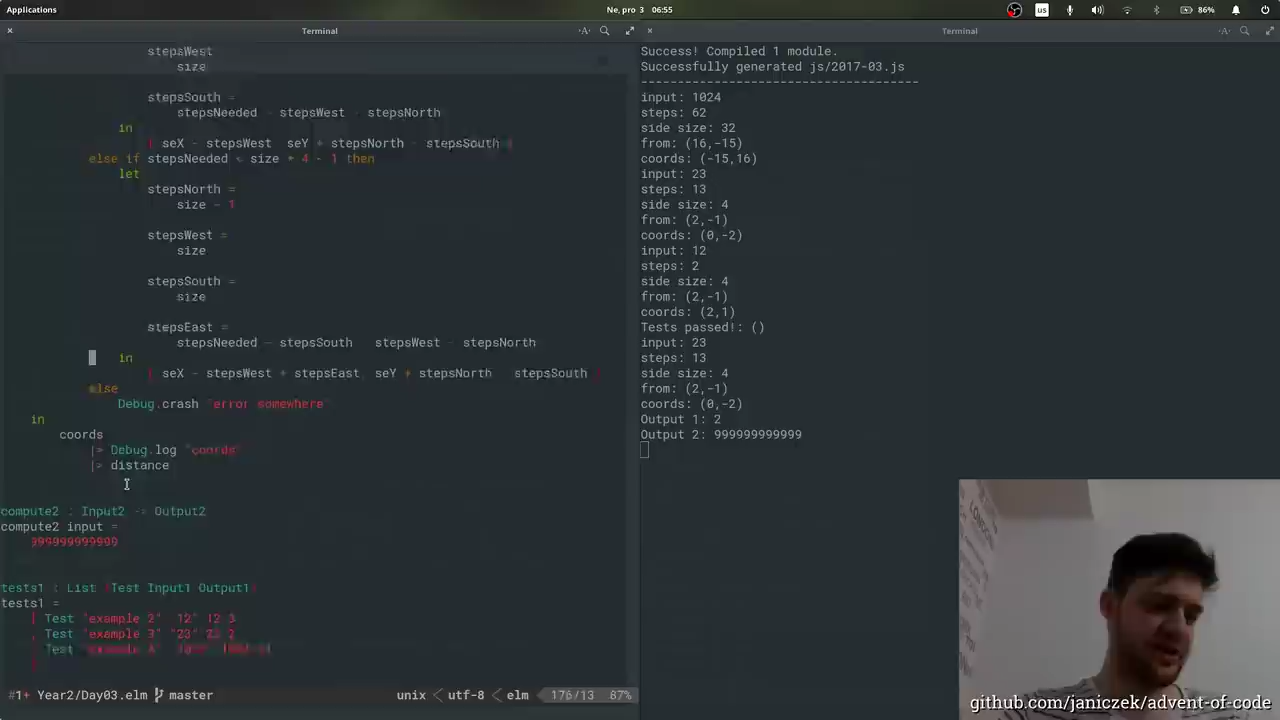 Applications
Ne, pro 3 06:55
us
86%
Terminal
Terminal
stepsWest
size
stepsSouth =
stepsNeeded - stepsWest - stepsNorth
in
seX - stepsWest seY + stepsNorth - stepsSouth
else if stepsNeeded < size * 4 - 1 then
let
stepsNorth =
size - 1
stepsWest =
size
stepsSouth =
size
stepsEast =
stepsNeeded - stepsSouth stepsWest - stepsNorth
in
seX - stepsWest + stepsEast seY + stepsNorth stepsSouth
else
Debug.crash "error somewhere"
in
coords
|> Debug.log "coords"
|> distance
compute2 : Input2 -> Output2
compute2 input =
999999999999
tests1 : List (Test Input1 Output1)
tests1 =
[ Test "example 2" "12" 12 3
, Test "example 3" "23" 23 2
, Test "example 4"
#1+ Year2/Day03.elm master unix < utf-8 < elm 176/13 87%
Success! Compiled 1 module.
Successfully generated js/2017-03.js
--------------------------------------
input: 1024
steps: 62
side size: 32
from: (16,-15)
coords: (-15,16)
input: 23
steps: 13
side size: 4
from: (2,-1)
coords: (0,-2)
input: 12
steps: 2
side size: 4
from: (2,-1)
coords: (2,1)
Tests passed!: ()
input: 23
steps: 13
side size: 4
from: (2,-1)
coords: (0,-2)
Output 1: 2
Output 2: 999999999999
LONDON
github.com/janiczek/advent-of-code